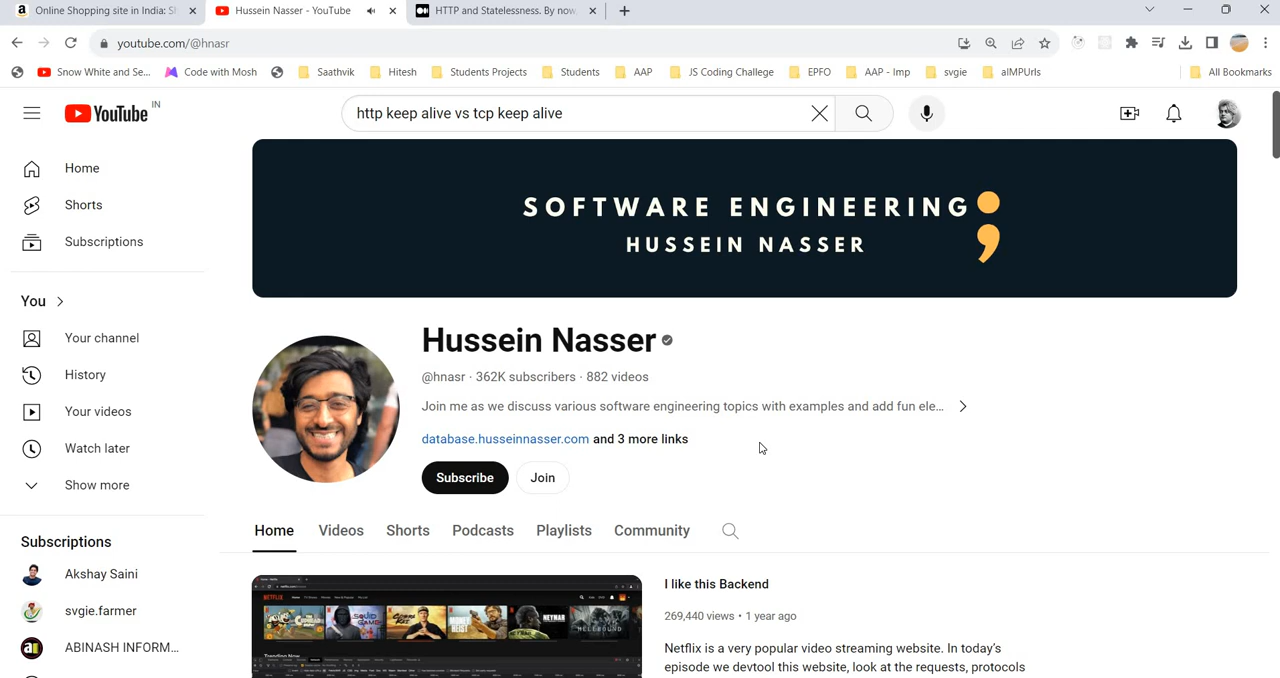 Online Shopping site in India: S
Hussein Nasser - YouTube
HTTP and Statelessness. By now,
youtube.com/@hnasr
Snow White and Se...
Code with Mosh
Saathvik
Hitesh
Students Projects
Students
AAP
JS Coding Challege
EPFO
AAP - Imp
svgie
aIMPUrls
All Bookmarks
YouTube IN
http keep alive vs tcp keep alive
SOFTWARE ENGINEERING
HUSSEIN NASSER
Home
Shorts
Subscriptions
You
Your channel
History
Your videos
Watch later
Show more
Subscriptions
Akshay Saini
svgie.farmer
ABINASH INFORM...
Hussein Nasser
@hnasr · 362K subscribers · 882 videos
Join me as we discuss various software engineering topics with examples and add fun ele...
database.husseinnasser.com and 3 more links
Subscribe
Join
Home
Videos
Shorts
Podcasts
Playlists
Community
NETFLIX
I like this Backend
269,440 views · 1 year ago
Netflix is a very popular video streaming website. In today's
episode, we devtool this website, look at the requests, protocols